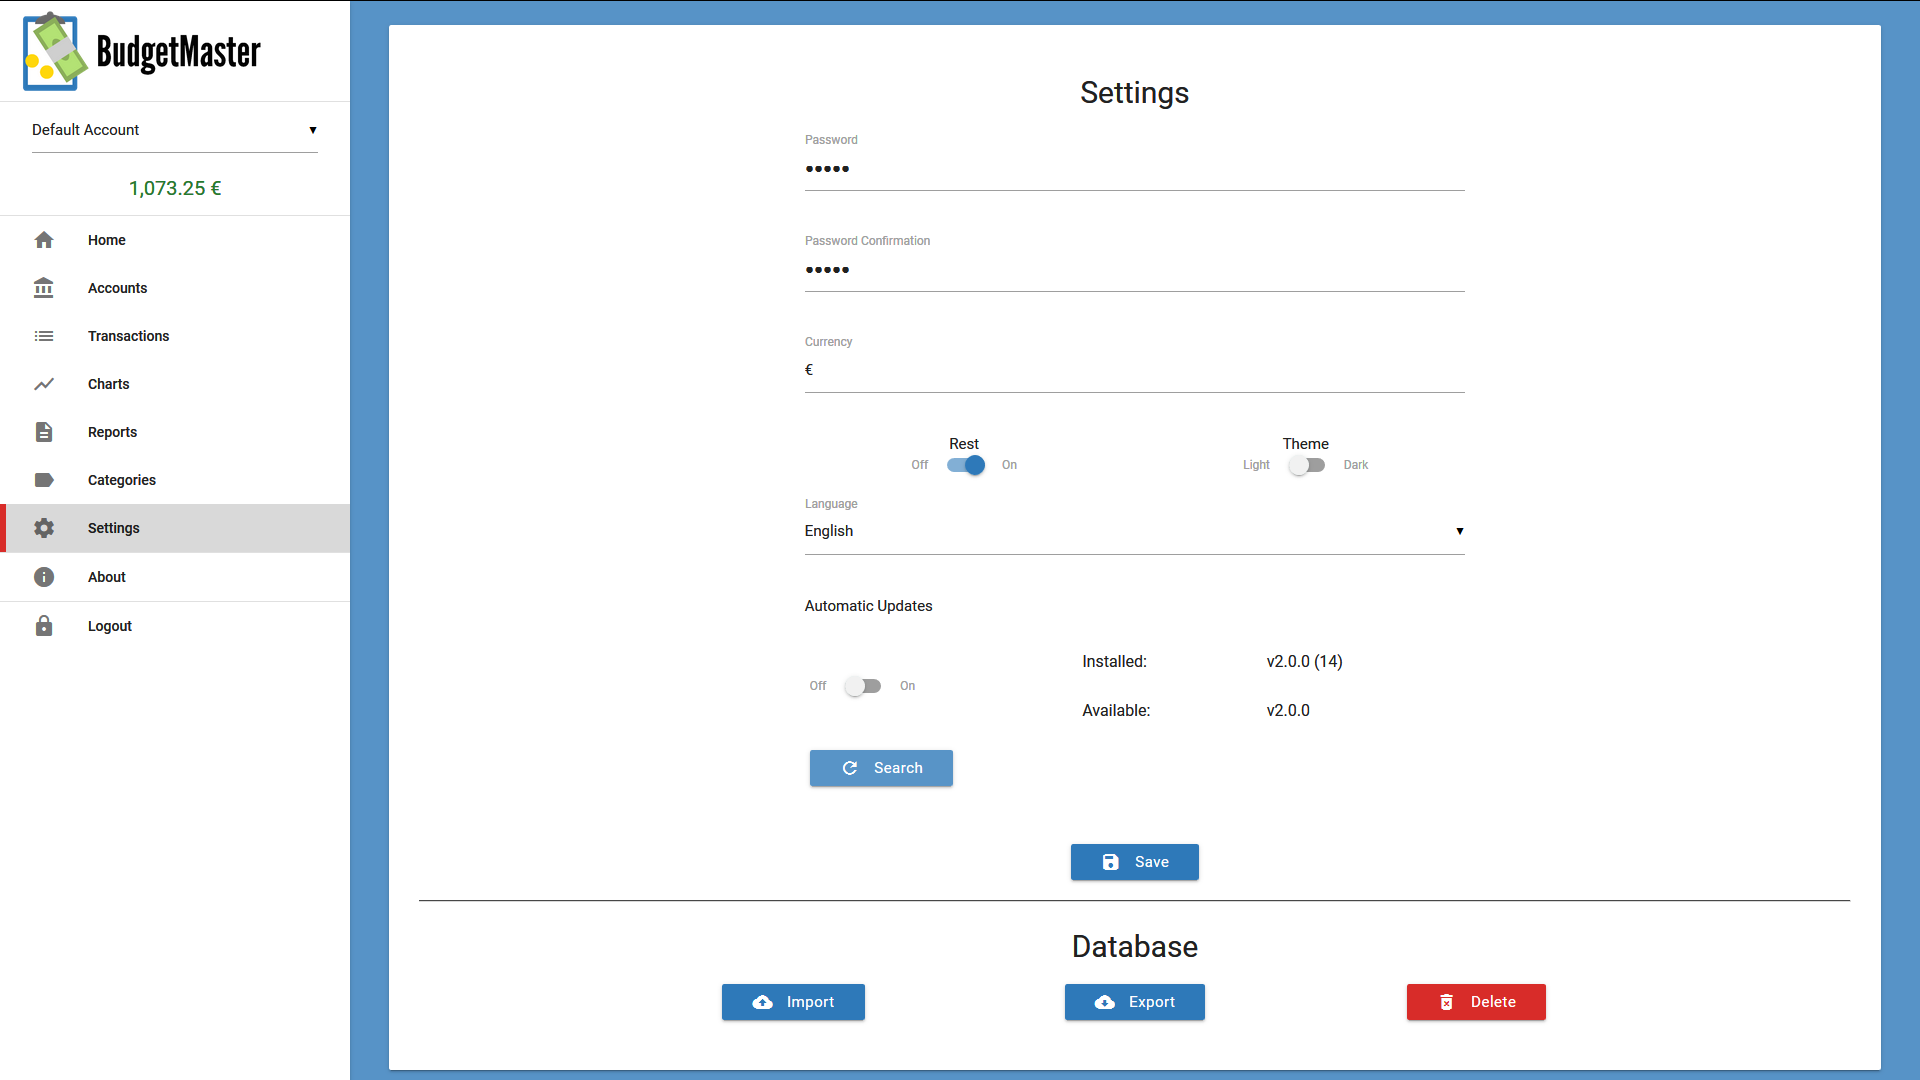 BudgetMaster
Default Account
1,073.25 €
Home
Accounts
Transactions
Charts
Reports
Categories
Settings
About
Logout
Settings
Password
•••••
Password Confirmation
•••••
Currency
€
Rest
Off On
Theme
Light Dark
Language
English
Automatic Updates
Off On
Installed: v2.0.0 (14)
Available: v2.0.0
Search
Save
Database
Import
Export
Delete